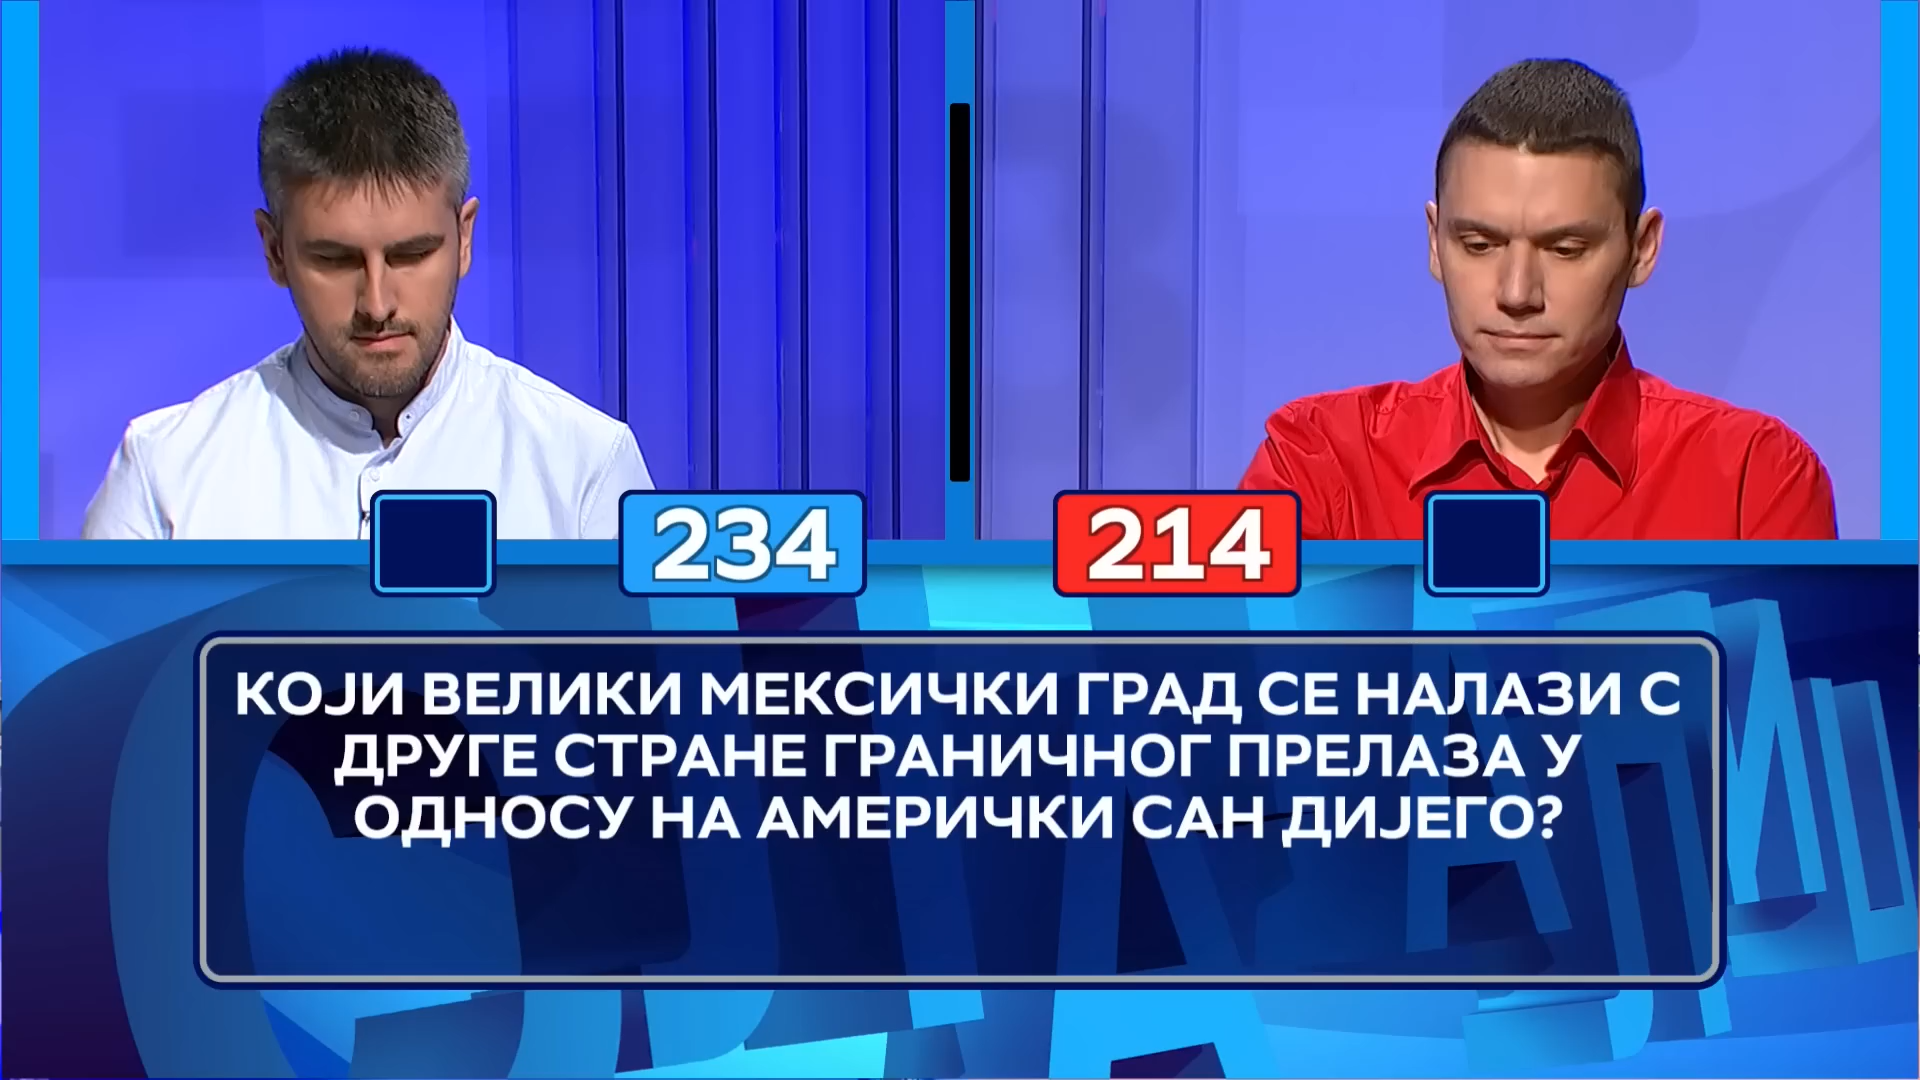 234
214
КОЈИ ВЕЛИКИ МЕКСИЧКИ ГРАД СЕ НАЛАЗИ С
ДРУГЕ СТРАНЕ ГРАНИЧНОГ ПРЕЛАЗА У
ОДНОСУ НА АМЕРИЧКИ САН ДИЈЕГО?